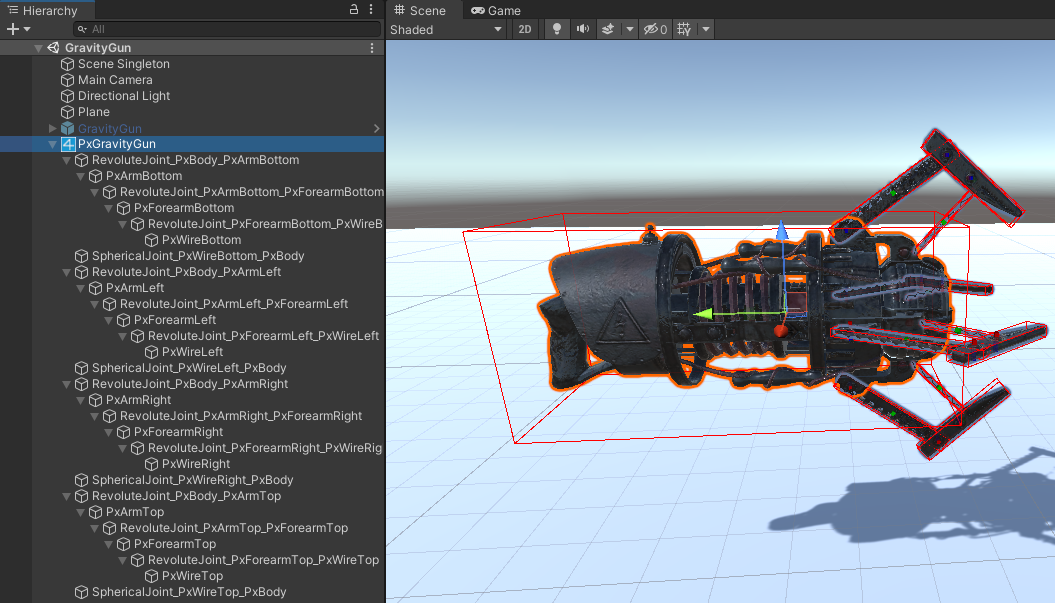 Hierarchy
All
GravityGun
Scene Singleton
Main Camera
Directional Light
Plane
GravityGun
PxGravityGun
RevoluteJoint_PxBody_PxArmBottom
PxArmBottom
RevoluteJoint_PxArmBottom_PxForearmBottom
PxForearmBottom
RevoluteJoint_PxForearmBottom_PxWireB
PxWireBottom
SphericalJoint_PxWireBottom_PxBody
RevoluteJoint_PxBody_PxArmLeft
PxArmLeft
RevoluteJoint_PxArmLeft_PxForearmLeft
PxForearmLeft
RevoluteJoint_PxForearmLeft_PxWireLeft
PxWireLeft
SphericalJoint_PxWireLeft_PxBody
RevoluteJoint_PxBody_PxArmRight
PxArmRight
RevoluteJoint_PxArmRight_PxForearmRight
PxForearmRight
RevoluteJoint_PxForearmRight_PxWireRig
PxWireRight
SphericalJoint_PxWireRight_PxBody
RevoluteJoint_PxBody_PxArmTop
PxArmTop
RevoluteJoint_PxArmTop_PxForearmTop
PxForearmTop
RevoluteJoint_PxForearmTop_PxWireTop
PxWireTop
SphericalJoint_PxWireTop_PxBody
Scene Game
Shaded 2D 0